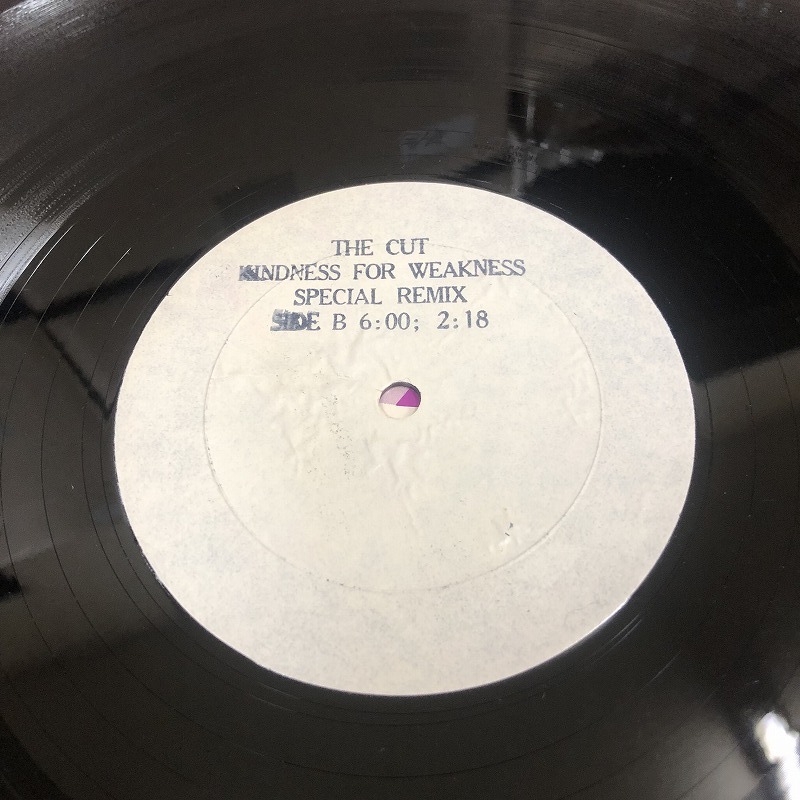 THE CUT
KINDNESS FOR WEAKNESS
SPECIAL REMIX
SIDE B 6:00; 2:18